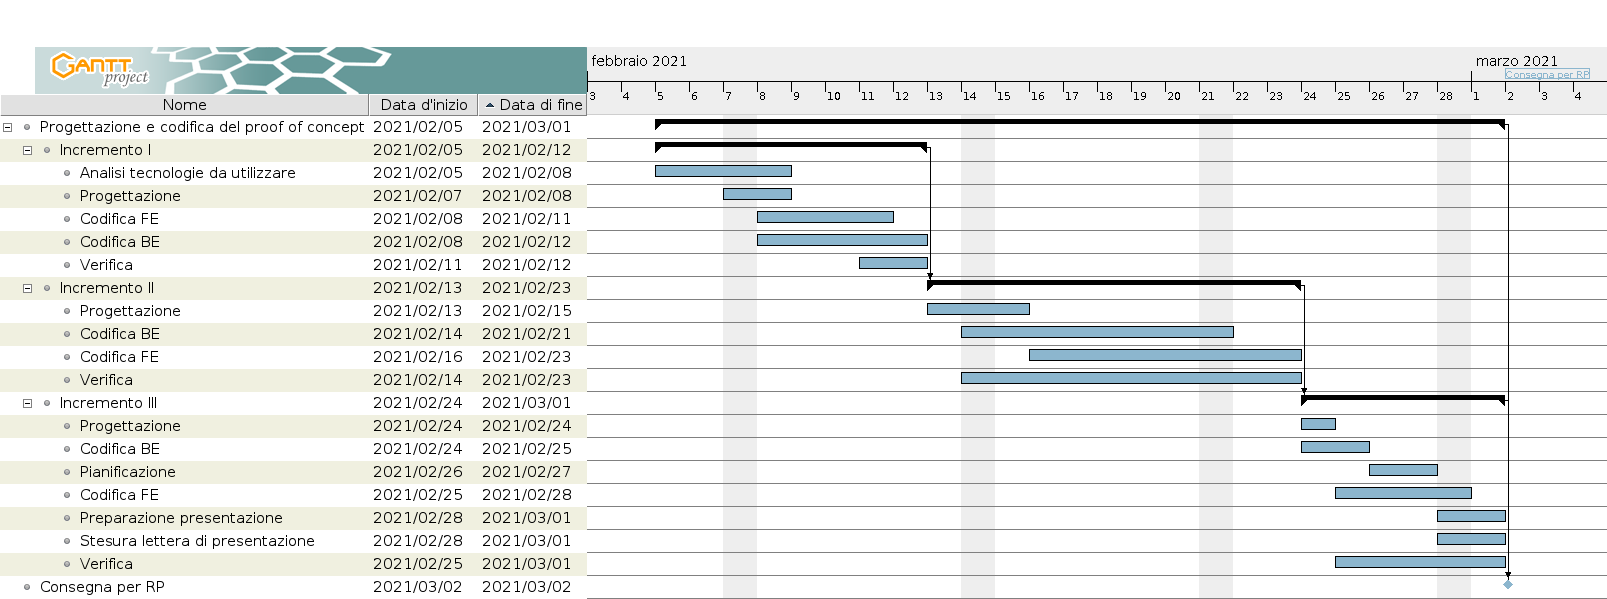 GANTT project
febbraio 2021 marzo 2021
Consegna per RP
3 4 5 6 7 8 9 10 11 12 13 14 15 16 17 18 19 20 21 22 23 24 25 26 27 28 1 2 3 4
Nome Data d'inizio Data di fine
Progettazione e codifica del proof of concept 2021/02/05 2021/03/01
Incremento I 2021/02/05 2021/02/12
Analisi tecnologie da utilizzare 2021/02/05 2021/02/08
Progettazione 2021/02/07 2021/02/08
Codifica FE 2021/02/08 2021/02/11
Codifica BE 2021/02/08 2021/02/12
Verifica 2021/02/11 2021/02/12
Incremento II 2021/02/13 2021/02/23
Progettazione 2021/02/13 2021/02/15
Codifica BE 2021/02/14 2021/02/21
Codifica FE 2021/02/16 2021/02/23
Verifica 2021/02/14 2021/02/23
Incremento III 2021/02/24 2021/03/01
Progettazione 2021/02/24 2021/02/24
Codifica BE 2021/02/24 2021/02/25
Pianificazione 2021/02/26 2021/02/27
Codifica FE 2021/02/25 2021/02/28
Preparazione presentazione 2021/02/28 2021/03/01
Stesura lettera di presentazione 2021/02/28 2021/03/01
Verifica 2021/02/25 2021/03/01
Consegna per RP 2021/03/02 2021/03/02